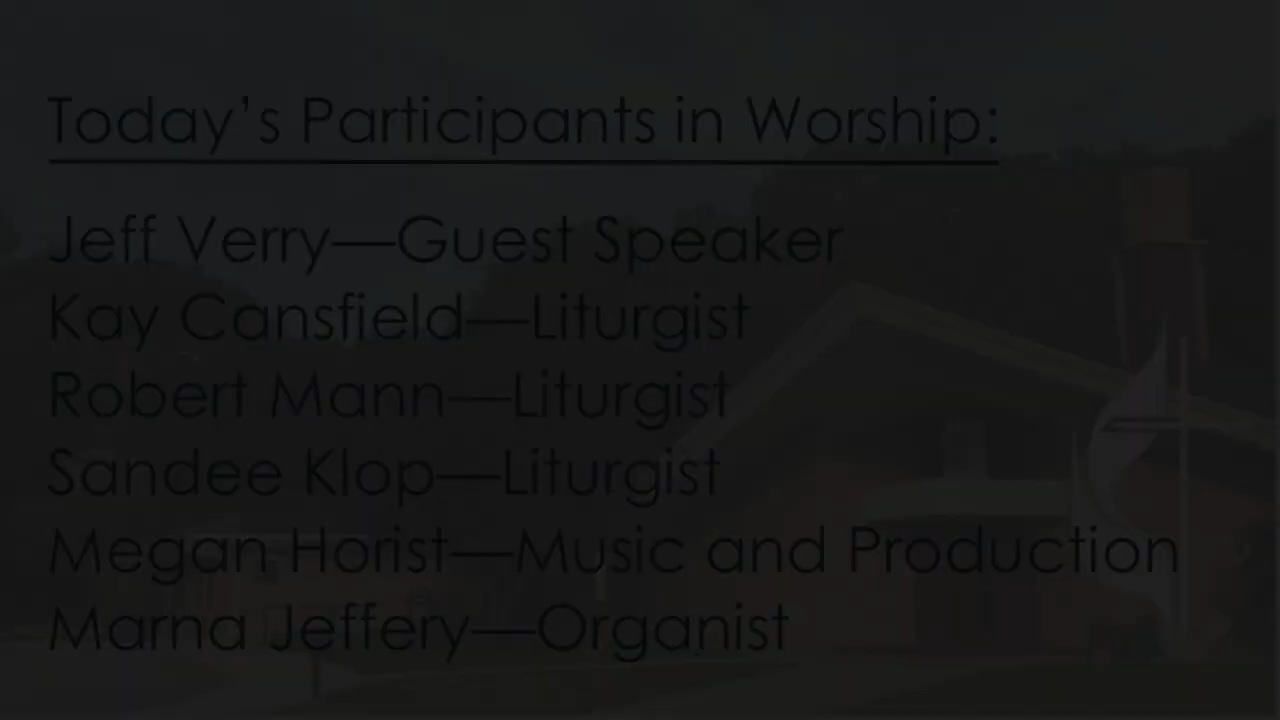 Today’s Participants in Worship:
Jeff Verry—Guest Speaker
Kay Cansfield—Liturgist
Robert Mann—Liturgist
Sandee Klop—Liturgist
Megan Horist—Music and Production
Marna Jeffery—Organist